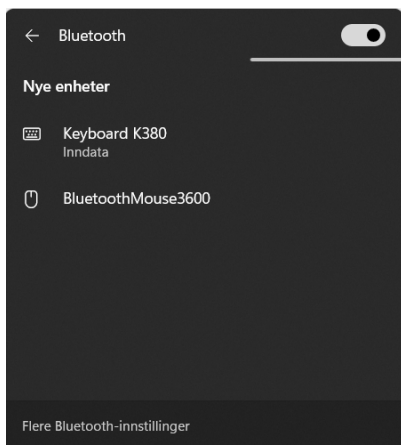 Bluetooth
Nye enheter
Keyboard K380
Inndata
BluetoothMouse3600
Flere Bluetooth-innstillinger